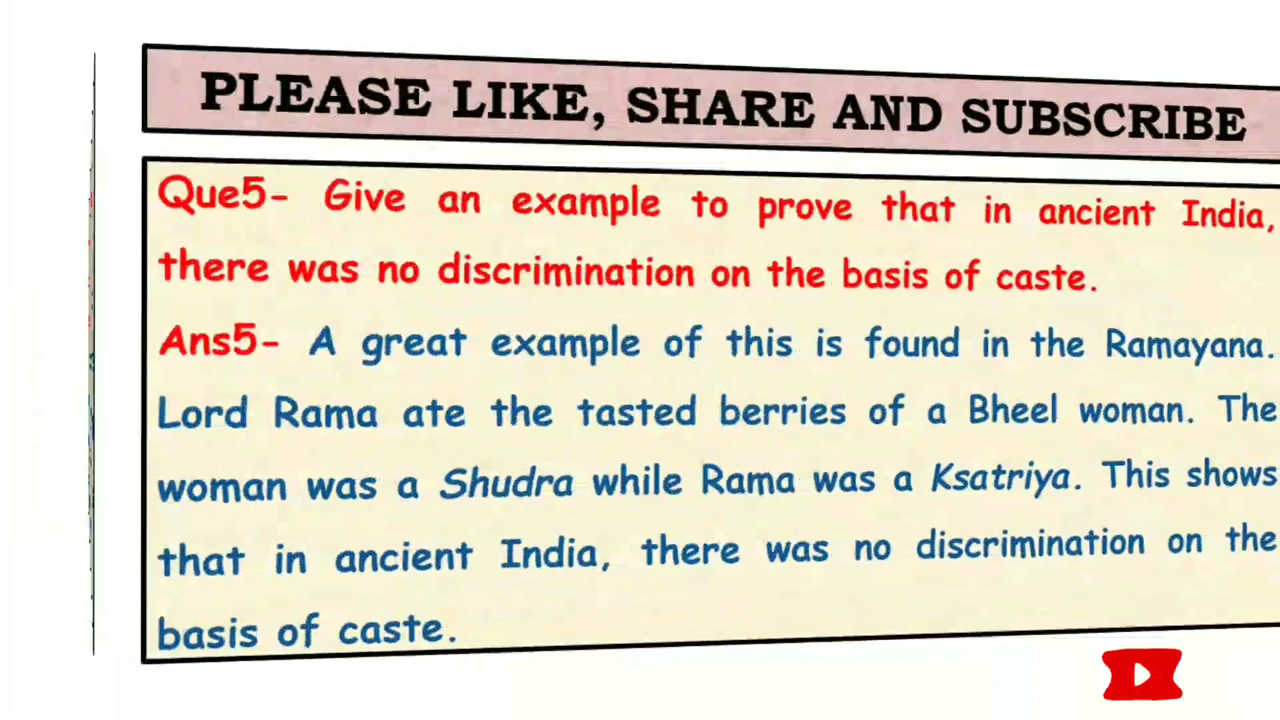 PLEASE LIKE, SHARE AND SUBSCRIBE
Que5- Give an example to prove that in ancient India,
there was no discrimination on the basis of caste.
Ans5- A great example of this is found in the Ramayana.
Lord Rama ate the tasted berries of a Bheel woman. The
woman was a Shudra while Rama was a Ksatriya. This shows
that in ancient India, there was no discrimination on the
basis of caste.